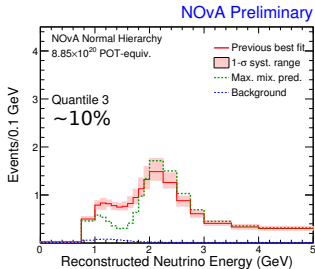 NOvA Preliminary
NOvA Normal Hierarchy
8.85×10²⁰ POT-equiv.
Quantile 3
~10%
Previous best fit
1-σ syst. range
Max. mix. pred.
Background
Events/0.1 GeV
4
3
2
1
0 1 2 3 4 5
Reconstructed Neutrino Energy (GeV)